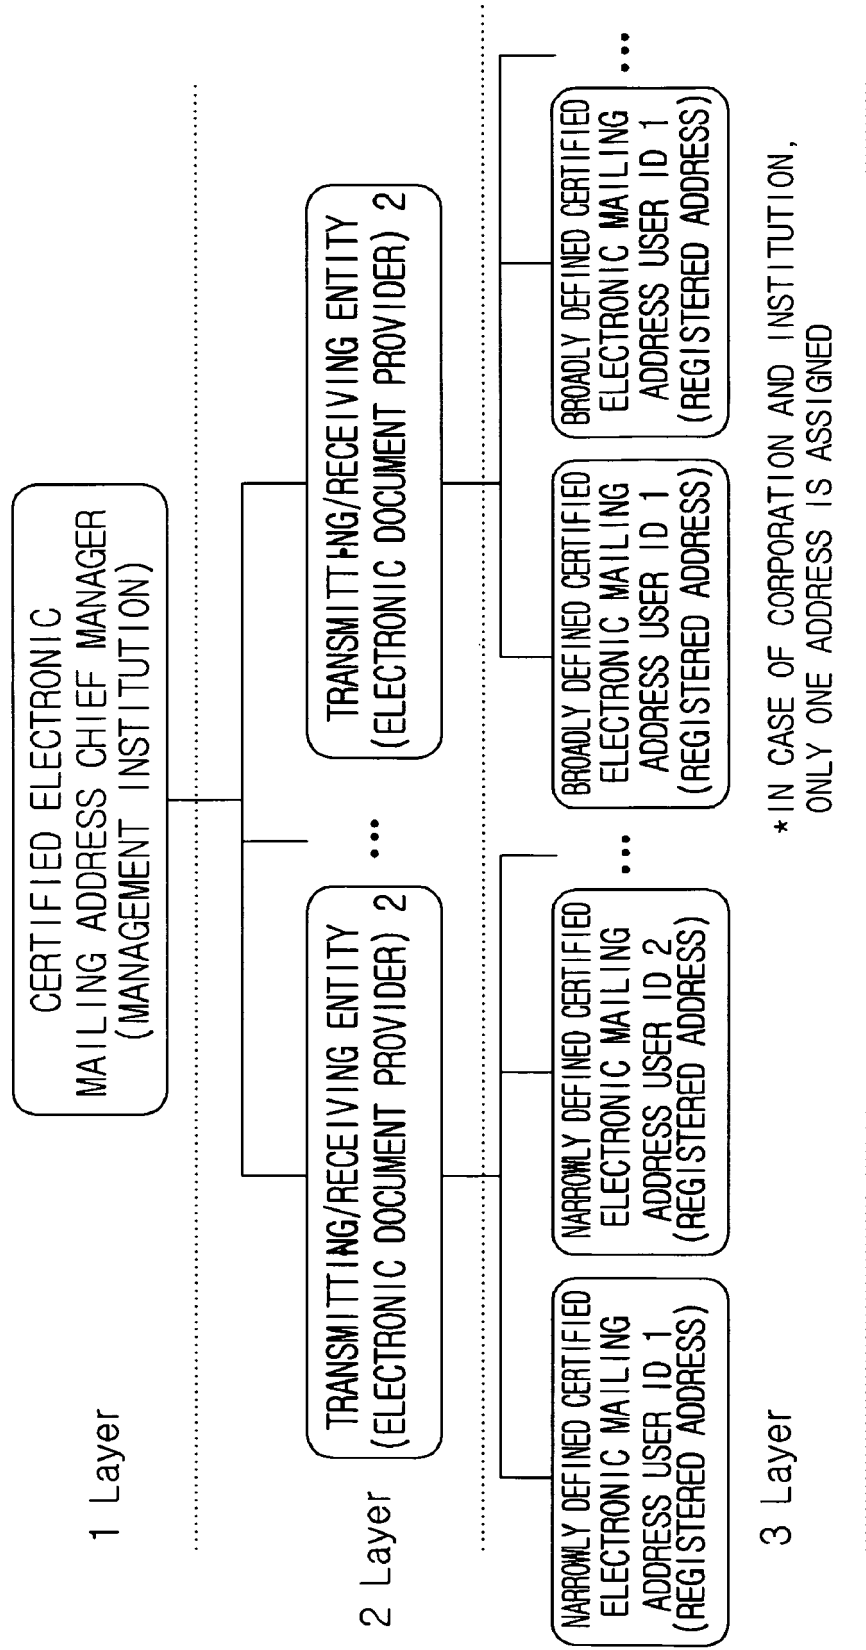 1 Layer
CERTIFIED ELECTRONIC
MAILING ADDRESS CHIEF MANAGER
(MANAGEMENT INSTITUTION)
2 Layer
TRANSMITTING/RECEIVING ENTITY
(ELECTRONIC DOCUMENT PROVIDER) 2
...
TRANSMITTING/RECEIVING ENTITY
(ELECTRONIC DOCUMENT PROVIDER) 2
NARROWLY DEFINED CERTIFIED
ELECTRONIC MAILING
ADDRESS USER ID 1
(REGISTERED ADDRESS)
NARROWLY DEFINED CERTIFIED
ELECTRONIC MAILING
ADDRESS USER ID 2
(REGISTERED ADDRESS)
...
BROADLY DEFINED CERTIFIED
ELECTRONIC MAILING
ADDRESS USER ID 1
(REGISTERED ADDRESS)
BROADLY DEFINED CERTIFIED
ELECTRONIC MAILING
ADDRESS USER ID 1
(REGISTERED ADDRESS)
...
3 Layer
*IN CASE OF CORPORATION AND INSTITUTION,
ONLY ONE ADDRESS IS ASSIGNED